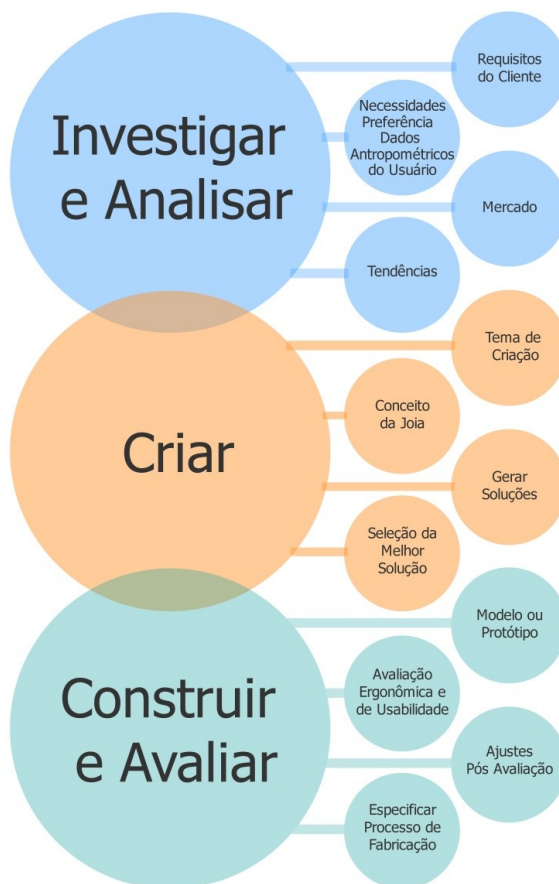 Investigar
e Analisar
Requisitos
do Cliente
Necessidades
Preferência
Dados
Antropométricos
do Usuário
Mercado
Tendências
Criar
Tema de
Criação
Conceito
da Joia
Gerar
Soluções
Seleção da
Melhor
Solução
Construir
e Avaliar
Modelo ou
Protótipo
Avaliação
Ergonômica e
de Usabilidade
Ajustes
Pós Avaliação
Especificar
Processo de
Fabricação